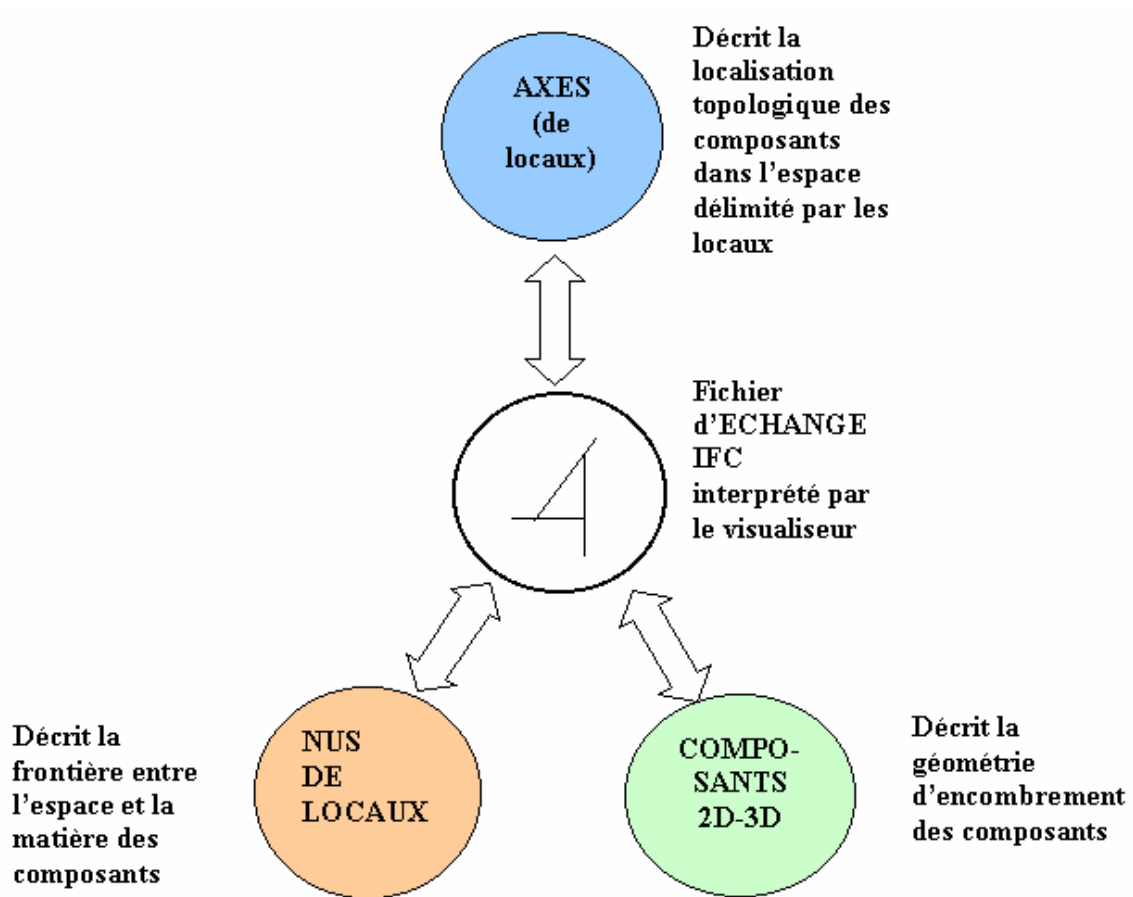 AXES
(de
locaux)
Décrit la
localisation
topologique des
composants
dans l’espace
délimité par les
locaux
Fichier
d’ECHANGE
IFC
interprété par
le visualiseur
Décrit la
frontière entre
l’espace et la
matière des
composants
NUS
DE
LOCAUX
COMPO-
SANTS
2D-3D
Décrit la
géométrie
d’encombrement
des composants